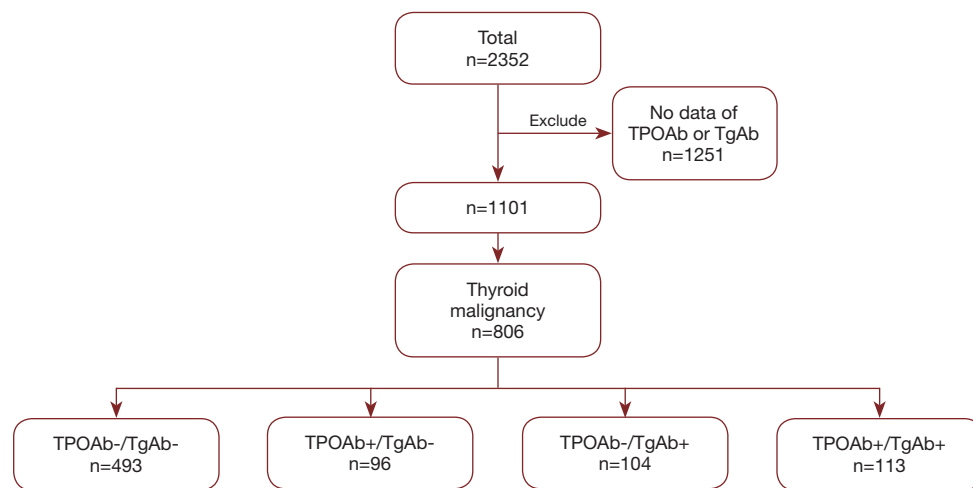 Total
n=2352
Exclude
No data of
TPOAb or TgAb
n=1251
n=1101
Thyroid
malignancy
n=806
TPOAb-/TgAb-
n=493
TPOAb+/TgAb-
n=96
TPOAb-/TgAb+
n=104
TPOAb+/TgAb+
n=113